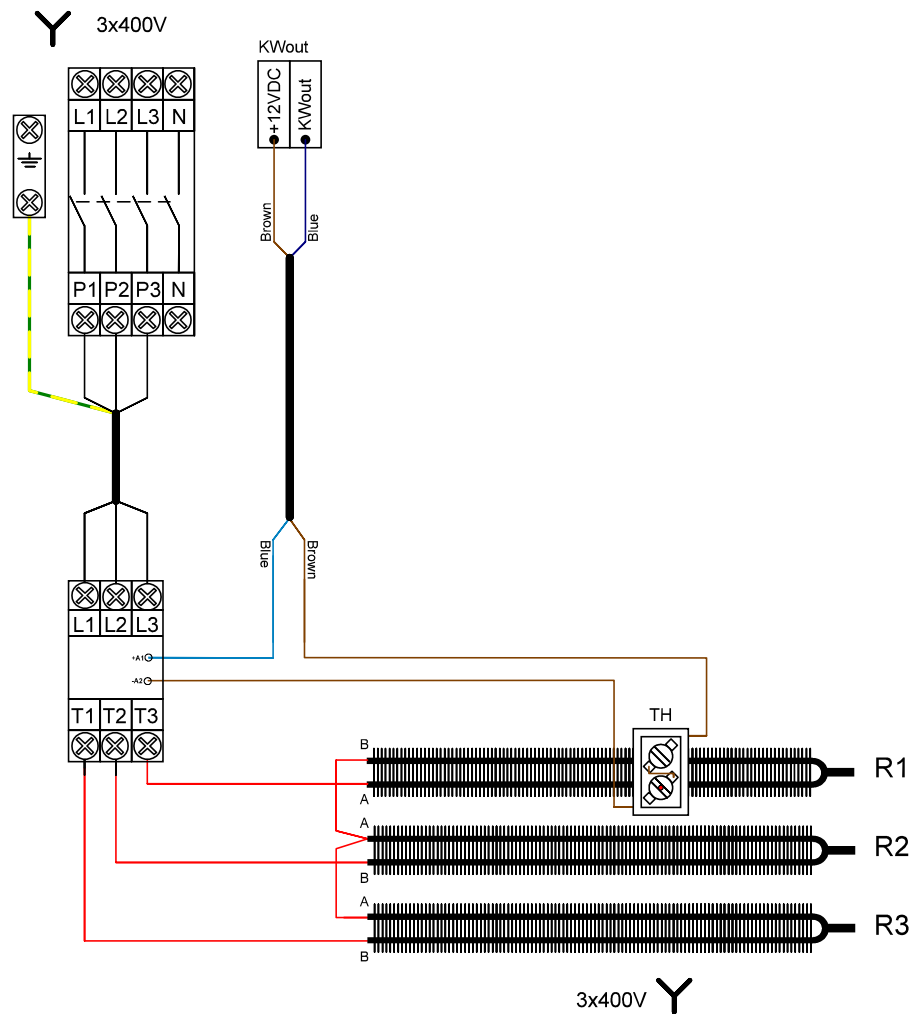 3x400V
KWout
+12VDC
KWout
L1 L2 L3 N
Brown
Blue
P1 P2 P3 N
Blue
Brown
L1 L2 L3
+A1
-A2
T1 T2 T3
TH
B
R1
A
A
R2
B
A
R3
B
3x400V